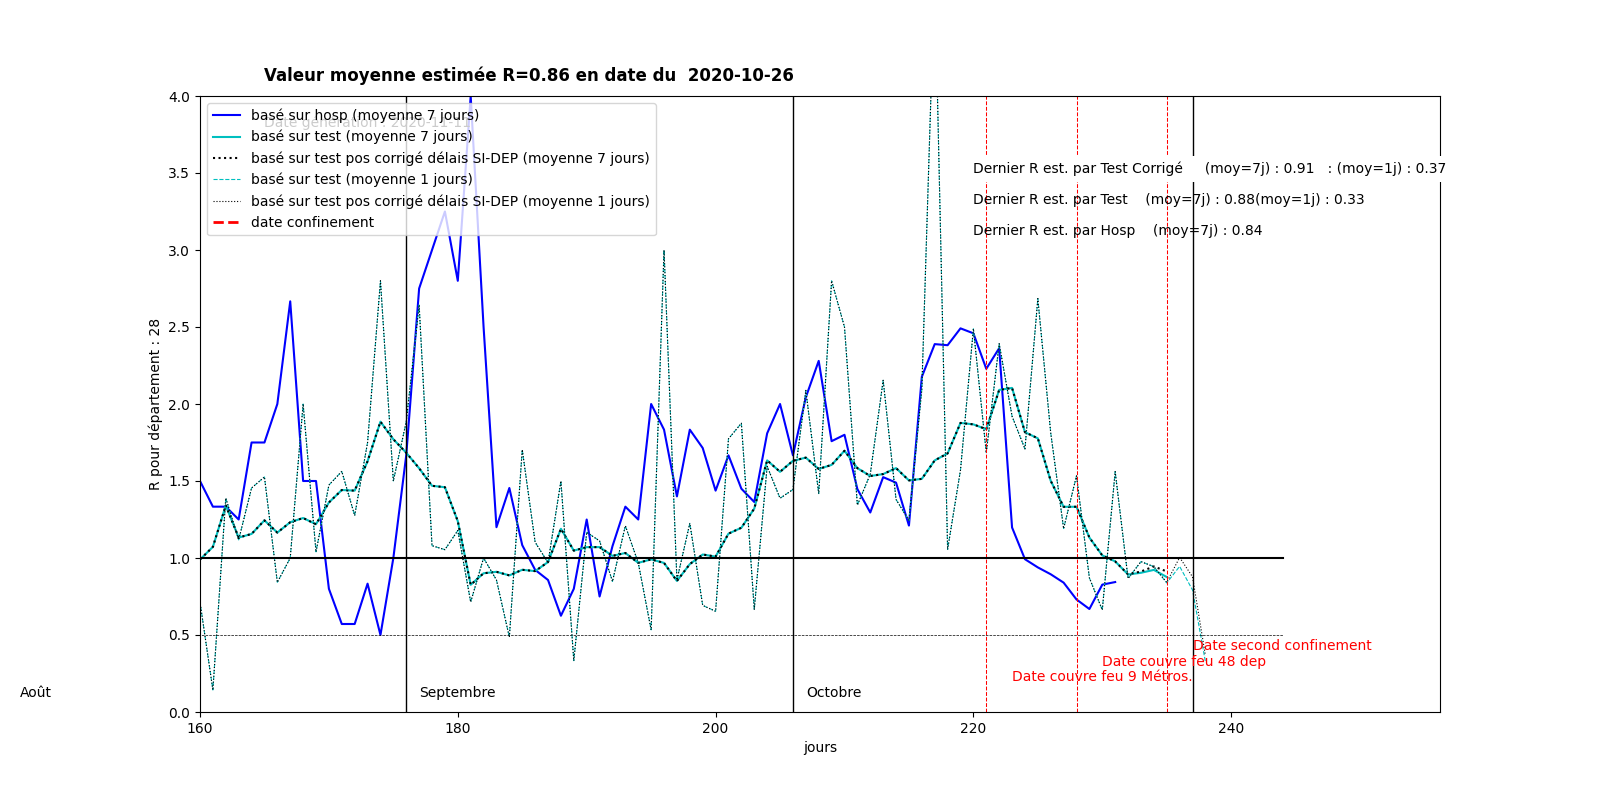 Valeur moyenne estimée R=0.86 en date du  2020-10-26
Date génération : 2020-11-11
basé sur hosp (moyenne 7 jours)
basé sur test (moyenne 7 jours)
basé sur test pos corrigé délais SI-DEP (moyenne 7 jours)
basé sur test (moyenne 1 jours)
basé sur test pos corrigé délais SI-DEP (moyenne 1 jours)
date confinement
Dernier R est. par Test Corrigé     (moy=7j) : 0.91   : (moy=1j) : 0.37
Dernier R est. par Test    (moy=7j) : 0.88(moy=1j) : 0.33
Dernier R est. par Hosp    (moy=7j) : 0.84
4.0
3.5
3.0
2.5
2.0
1.5
1.0
0.5
0.0
R pour département : 28
Date second confinement
Date couvre feu 48 dep
Date couvre feu 9 Métros.
Août
Septembre
Octobre
160
180
200
220
240
jours